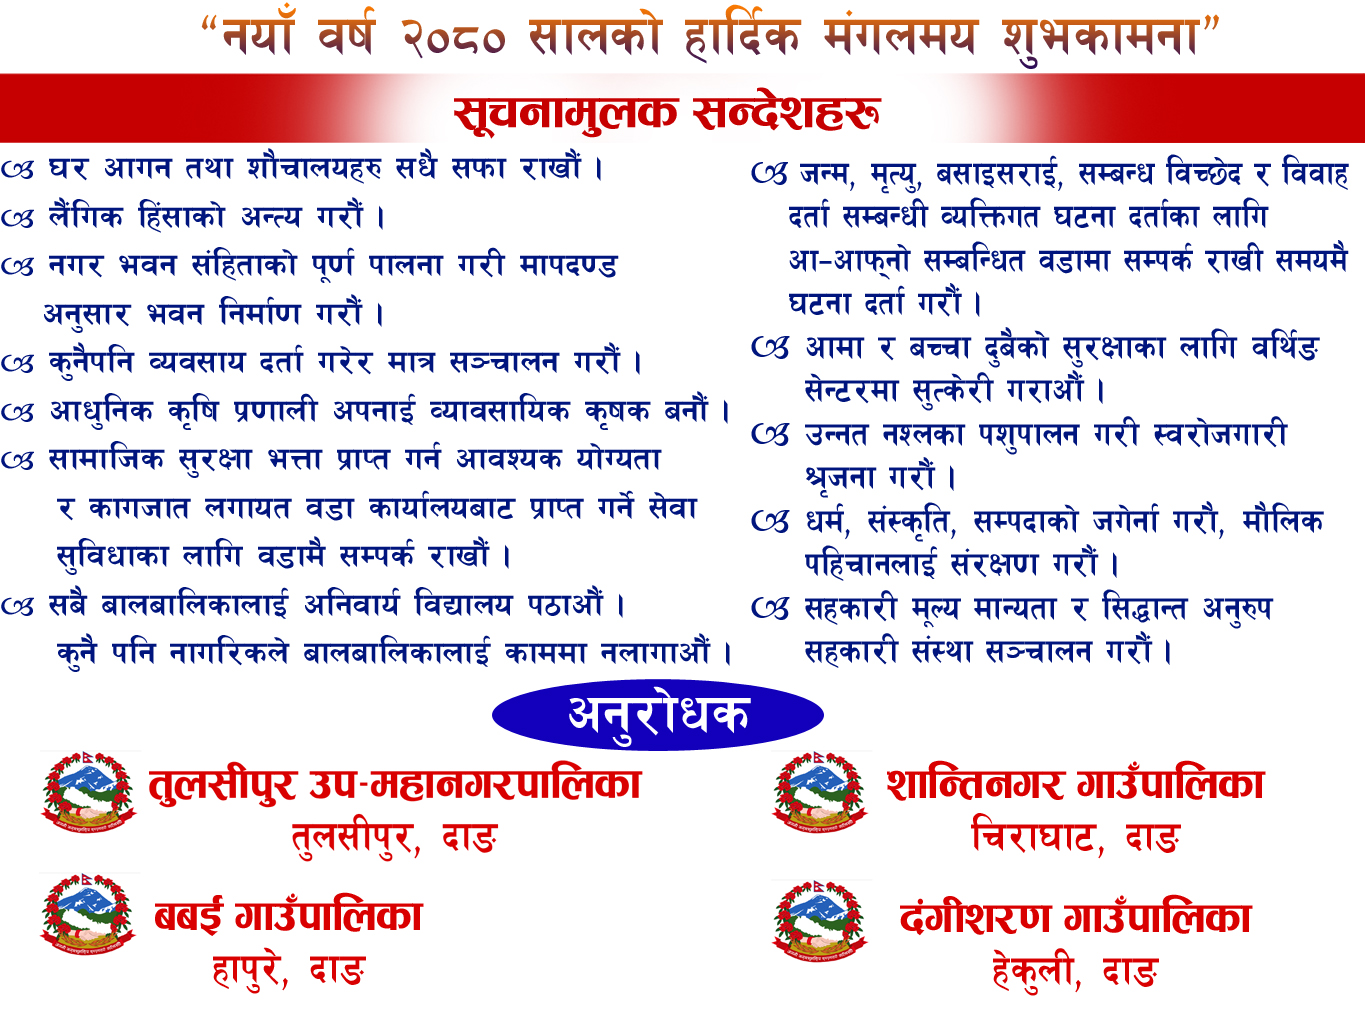 “नयाँ वर्ष २०८० सालको हार्दिक मंगलमय शुभकामना”
सूचनामुलक सन्देशहरू
घर आगन तथा शौचालयहरु सधै सफा राखौं ।
लैंगिक हिंसाको अन्त्य गरौं ।
नगर भवन संहिताको पूर्ण पालना गरी मापदण्ड
अनुसार भवन निर्माण गरौं ।
कुनैपनि व्यवसाय दर्ता गरेर मात्र सञ्चालन गरौं ।
आधुनिक कृषि प्रणाली अपनाई व्यावसायिक कृषक बनौं ।
सामाजिक सुरक्षा भत्ता प्राप्त गर्न आवश्यक योग्यता
र कागजात लगायत वडा कार्यालयबाट प्राप्त गर्ने सेवा
सुविधाका लागि वडामै सम्पर्क राखौं ।
सबै बालबालिकालाई अनिवार्य विद्यालय पठाऔं ।
कुनै पनि नागरिकले बालबालिकालाई काममा नलागाऔं ।
जन्म, मृत्यु, बसाइसराई, सम्बन्ध विच्छेद र विवाह
दर्ता सम्बन्धी व्यक्तिगत घटना दर्ताका लागि
आ-आफ्‌नो सम्बन्धित वडामा सम्पर्क राखी समयमै
घटना दर्ता गरौं ।
आमा र बच्चा दुबैको सुरक्षाका लागि वर्थिङ
सेन्टरमा सुत्केरी गराऔं ।
उन्नत नश्लका पशुपालन गरी स्वरोजगारी
श्रृजना गरौं ।
धर्म, संस्कृति, सम्पदाको जगेर्ना गरौ, मौलिक
पहिचानलाई संरक्षण गरौं ।
सहकारी मूल्य मान्यता र सिद्धान्त अनुरुप
सहकारी संस्था सञ्चालन गरौं ।
अनुरोधक
तुलसीपुर उप-महानगरपालिका
तुलसीपुर, दाङ
शान्तिनगर गाउँपालिका
चिराघाट, दाङ
बबई गाउँपालिका
हापुरे, दाङ
दंगीशरण गाउँपालिका
हेकुली, दाङ